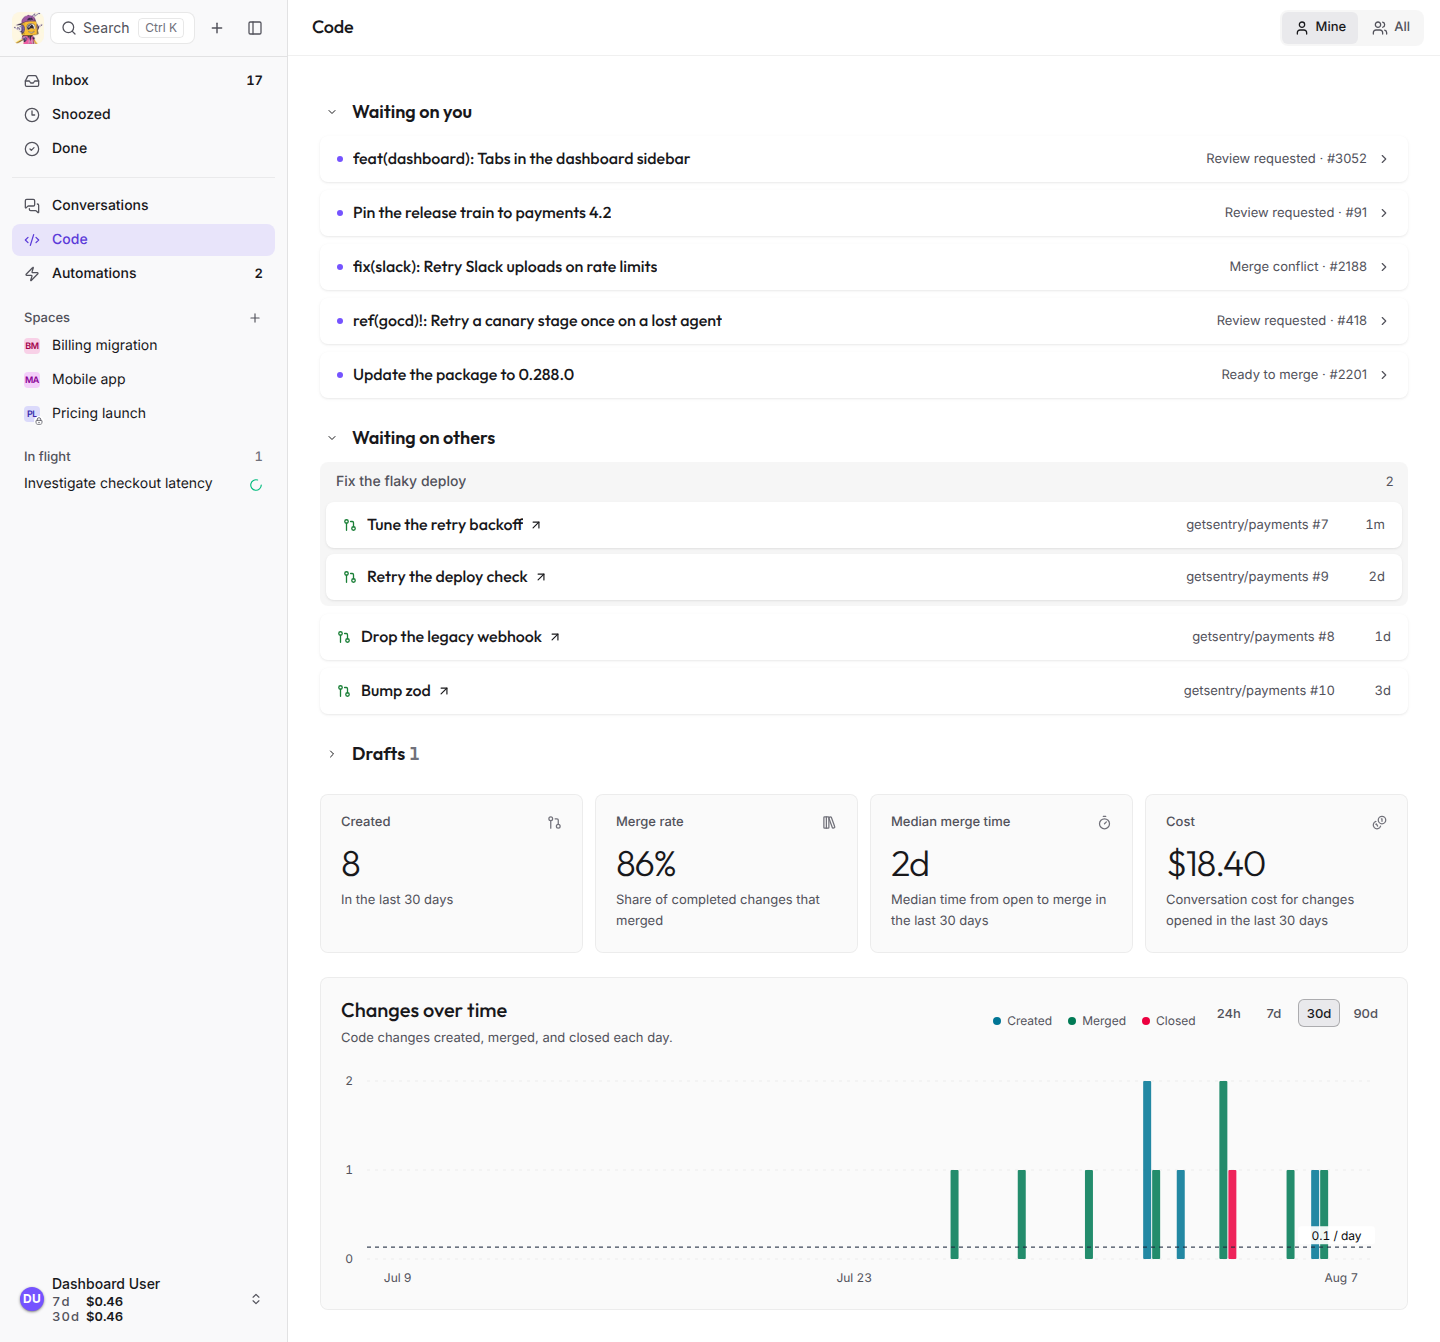 Search Ctrl K
Inbox 17
Snoozed
Done
Conversations
Code
Automations 2
Spaces
BM Billing migration
MA Mobile app
PL Pricing launch
In flight 1
Investigate checkout latency
DU Dashboard User
7d $0.46
30d $0.46
Code
Mine All
Waiting on you
feat(dashboard): Tabs in the dashboard sidebar Review requested · #3052
Pin the release train to payments 4.2 Review requested · #91
fix(slack): Retry Slack uploads on rate limits Merge conflict · #2188
ref(gocd)!: Retry a canary stage once on a lost agent Review requested · #418
Update the package to 0.288.0 Ready to merge · #2201
Waiting on others
Fix the flaky deploy 2
Tune the retry backoff getsentry/payments #7 1m
Retry the deploy check getsentry/payments #9 2d
Drop the legacy webhook getsentry/payments #8 1d
Bump zod getsentry/payments #10 3d
Drafts 1
Created
8
In the last 30 days
Merge rate
86%
Share of completed changes that
merged
Median merge time
2d
Median time from open to merge in
the last 30 days
Cost
$18.40
Conversation cost for changes
opened in the last 30 days
Changes over time
Code changes created, merged, and closed each day.
Created Merged Closed 24h 7d 30d 90d
2
1
0
0.1 / day
Jul 9 Jul 23 Aug 7